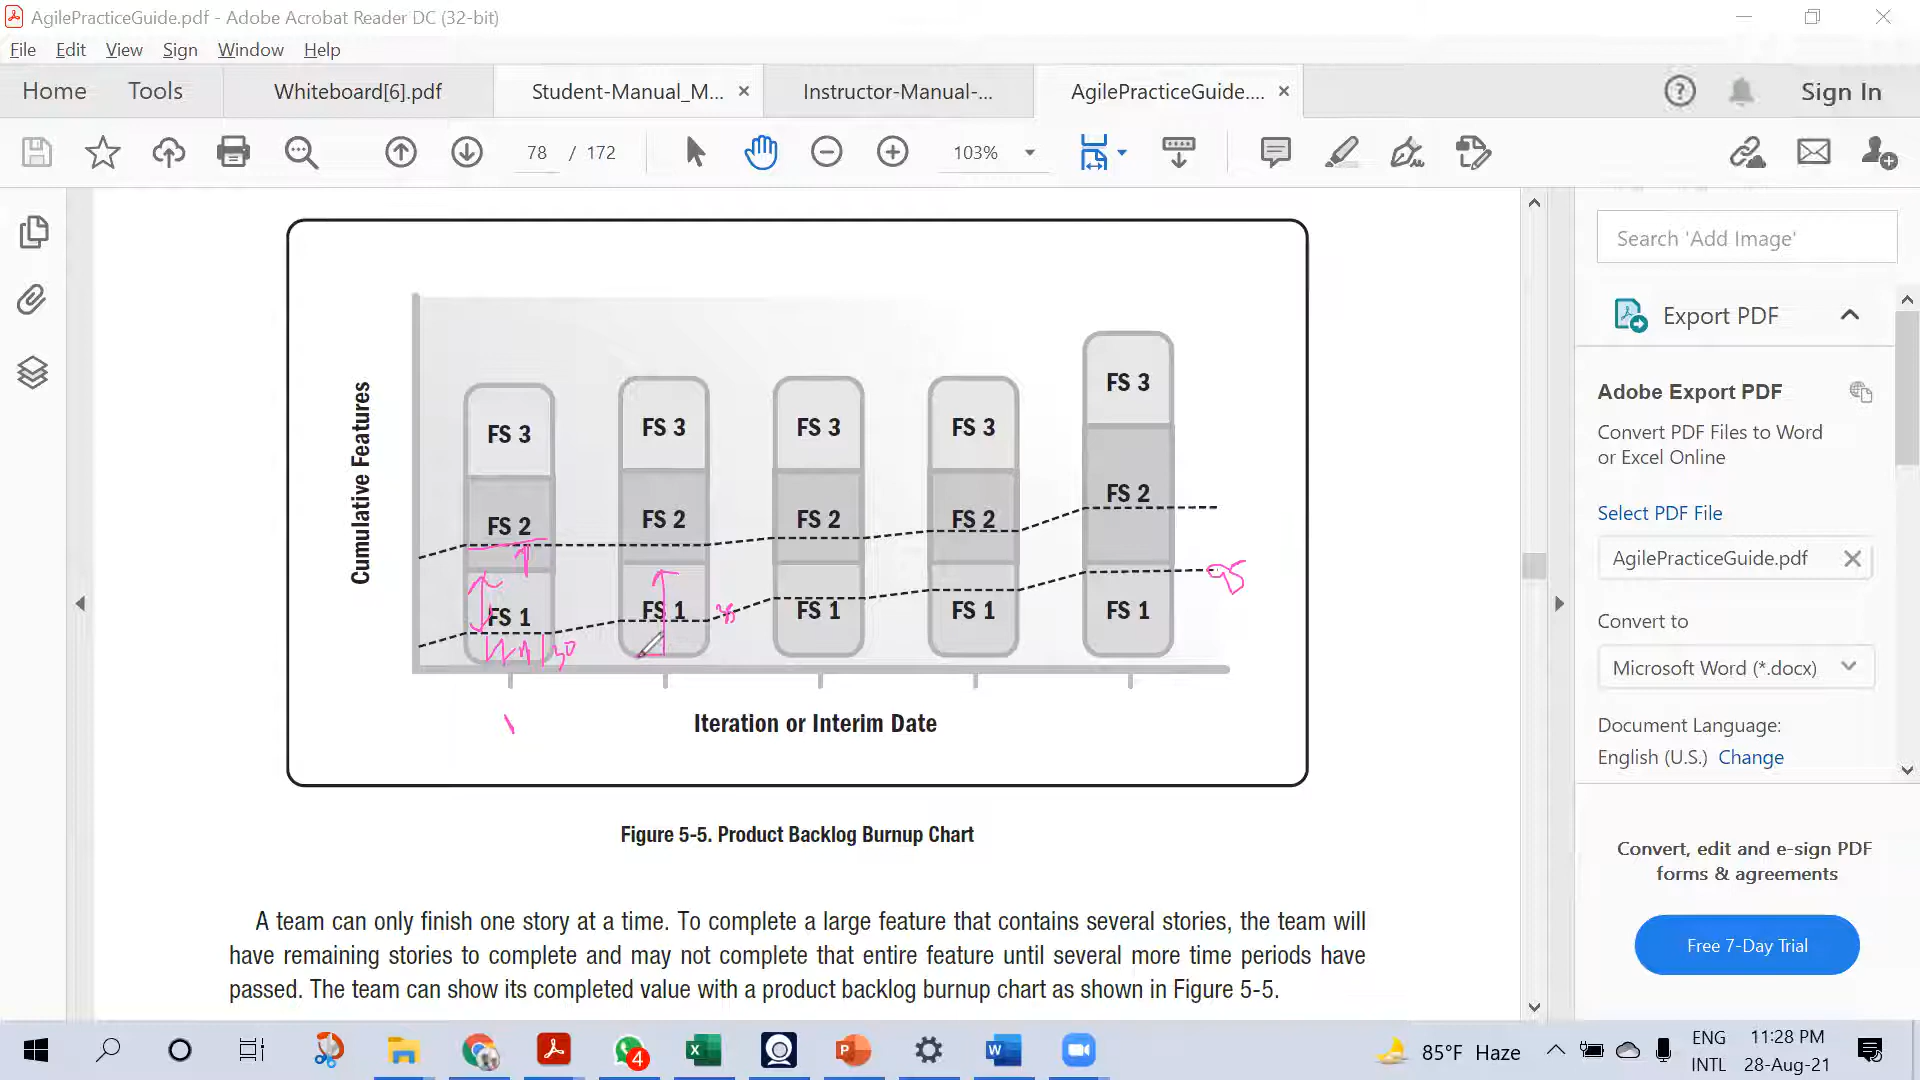 AgilePracticeGuide.pdf - Adobe Acrobat Reader DC (32-bit)
File Edit View Sign Window Help
Home Tools Whiteboard[6].pdf Student-Manual_M... × Instructor-Manual-... AgilePracticeGuide.... × Sign In
78 / 172 103%
Search 'Add Image'
Export PDF
Adobe Export PDF
Convert PDF Files to Word
or Excel Online
Select PDF File
AgilePracticeGuide.pdf
Convert to
Microsoft Word (*.docx)
Document Language:
English (U.S.) Change
Convert, edit and e-sign PDF
forms & agreements
Free 7-Day Trial
Cumulative Features
FS 3 FS 3 FS 3 FS 3 FS 3
FS 2 FS 2 FS 2 FS 2 FS 2
FS 1 FS 1 FS 1 FS 1 FS 1
30
95
Iteration or Interim Date
Figure 5-5. Product Backlog Burnup Chart
A team can only finish one story at a time. To complete a large feature that contains several stories, the team will
have remaining stories to complete and may not complete that entire feature until several more time periods have
passed. The team can show its completed value with a product backlog burnup chart as shown in Figure 5-5.
4
85°F Haze
ENG
INTL
11:28 PM
28-Aug-21